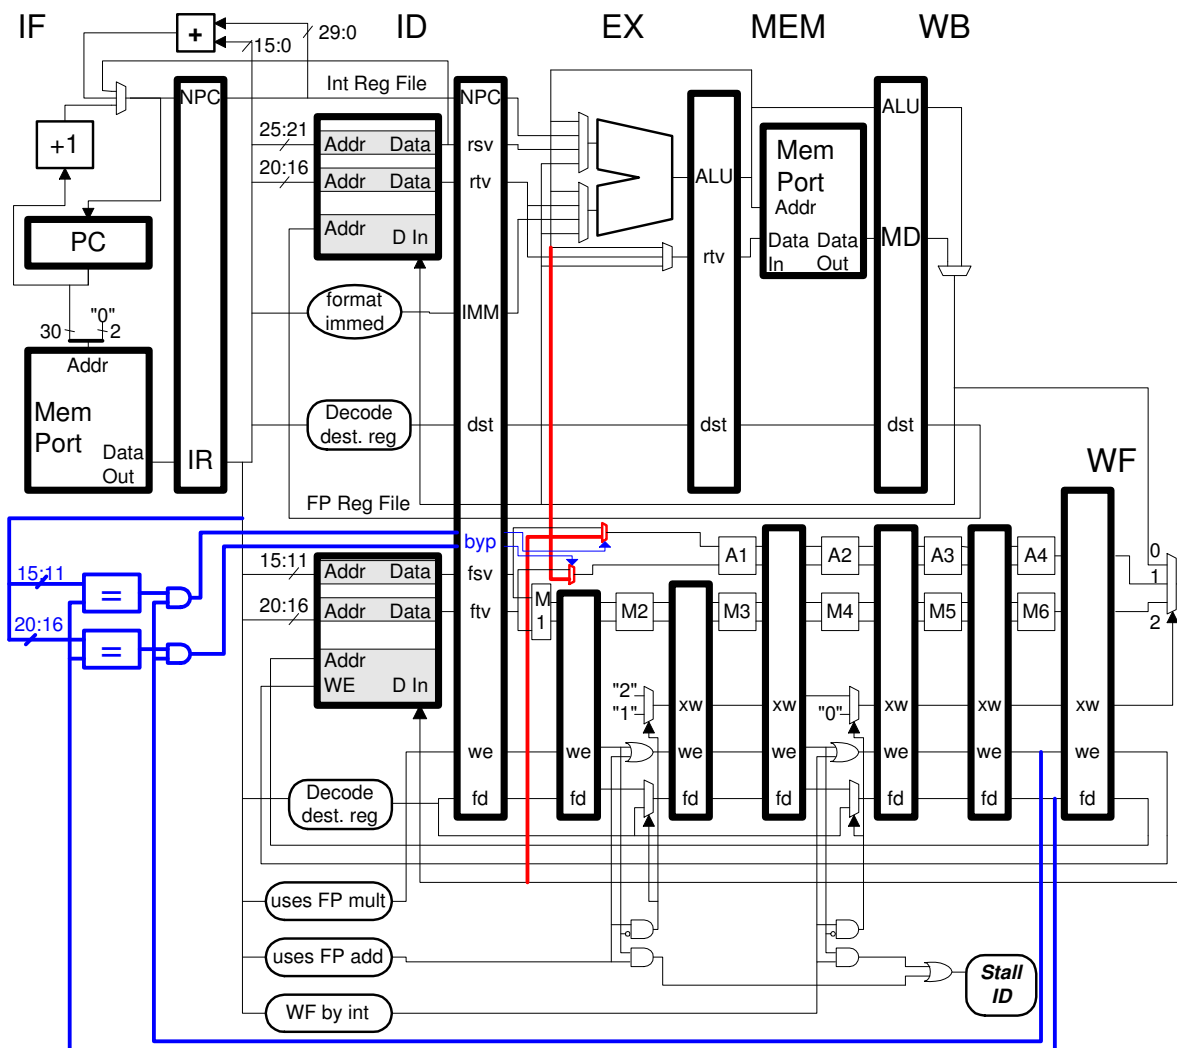 IF
ID
EX
MEM
WB
+
15:0
29:0
Int Reg File
NPC
NPC
ALU
+1
25:21
Addr
Data
rsv
20:16
Addr
Data
rtv
ALU
Mem
Port
Addr
Addr
D In
PC
Data
In
Data
Out
MD
rtv
format
immed
IMM
30
"0"
2
Addr
Mem
Port
Data
Out
IR
Decode
dest. reg
dst
dst
dst
WF
FP Reg File
byp
15:11
=
15:11
Addr
Data
fsv
A1
A2
A3
A4
0
1
2
20:16
=
20:16
Addr
Data
ftv
M
1
M2
M3
M4
M5
M6
Addr
WE
D In
"2"
"1"
xw
xw
"0"
xw
xw
xw
we
we
we
we
we
we
we
Decode
dest. reg
fd
fd
fd
fd
fd
fd
fd
uses FP mult
uses FP add
WF by int
Stall
ID